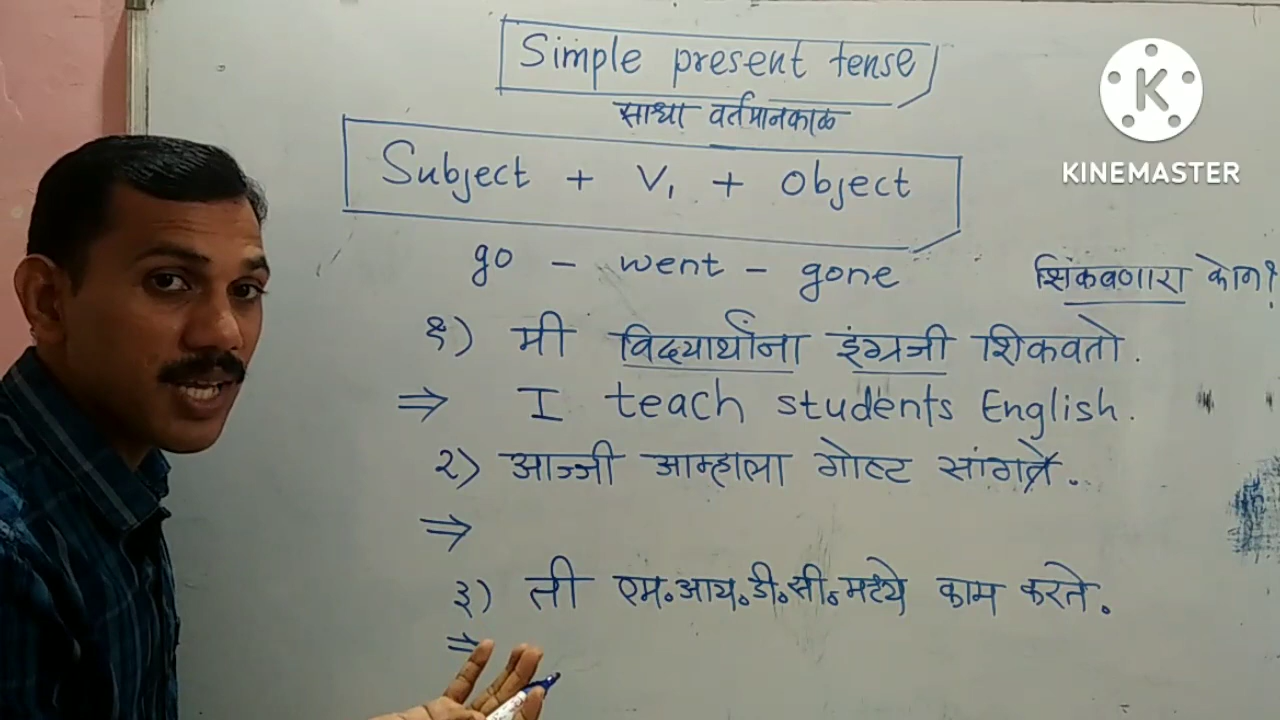 Simple present tense
साधा वर्तमानकाळ
Subject + V₁ + Object
go - went - gone
शिकवणारा कोण?
१) मी विद्यार्थांना इंग्रजी शिकवतो.
⇒ I teach students English.
२) आज्जी आम्हाला गोष्ट सांगते.
⇒
३) ती एम.आय.डी.सी.मध्ये काम करते.
⇒
K
KINEMASTER